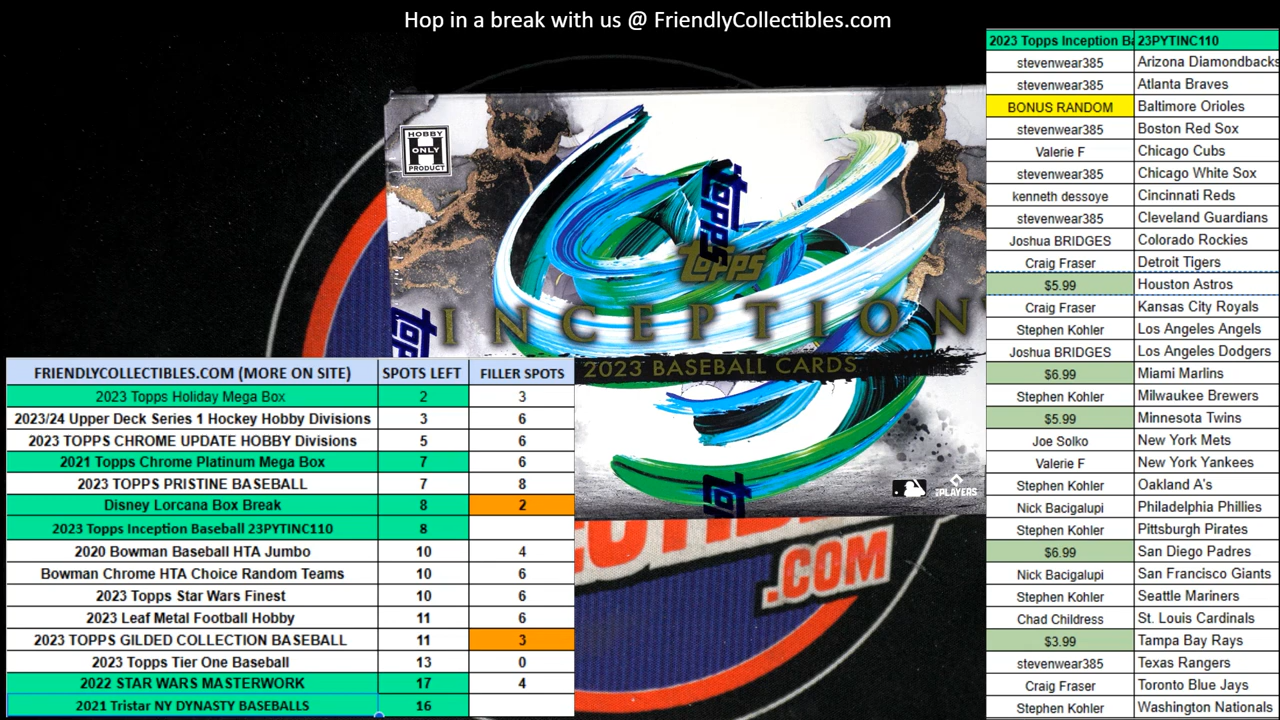 Hop in a break with us @ FriendlyCollectibles.com
HOBBY
ONLY
H
PRODUCT
topps
topps
topps
topps
INCEPTION
2023 BASEBALL CARDS
MLB
PLAYERS
.COM
FRIENDLYCOLLECTIBLES.COM (MORE ON SITE) SPOTS LEFT FILLER SPOTS
2023 Topps Holiday Mega Box 2 3
2023/24 Upper Deck Series 1 Hockey Hobby Divisions 3 6
2023 TOPPS CHROME UPDATE HOBBY Divisions 5 6
2021 Topps Chrome Platinum Mega Box 7 6
2023 TOPPS PRISTINE BASEBALL 7 8
Disney Lorcana Box Break 8 2
2023 Topps Inception Baseball 23PYTINC110 8
2020 Bowman Baseball HTA Jumbo 10 4
Bowman Chrome HTA Choice Random Teams 10 6
2023 Topps Star Wars Finest 10 6
2023 Leaf Metal Football Hobby 11 6
2023 TOPPS GILDED COLLECTION BASEBALL 11 3
2023 Topps Tier One Baseball 13 0
2022 STAR WARS MASTERWORK 17 4
2021 Tristar NY DYNASTY BASEBALLS 16
2023 Topps Inception Ba 23PYTINC110
stevenwear385 Arizona Diamondbacks
stevenwear385 Atlanta Braves
BONUS RANDOM Baltimore Orioles
stevenwear385 Boston Red Sox
Valerie F Chicago Cubs
stevenwear385 Chicago White Sox
kenneth dessoye Cincinnati Reds
stevenwear385 Cleveland Guardians
Joshua BRIDGES Colorado Rockies
Craig Fraser Detroit Tigers
$5.99 Houston Astros
Craig Fraser Kansas City Royals
Stephen Kohler Los Angeles Angels
Joshua BRIDGES Los Angeles Dodgers
$6.99 Miami Marlins
Stephen Kohler Milwaukee Brewers
$5.99 Minnesota Twins
Joe Solko New York Mets
Valerie F New York Yankees
Stephen Kohler Oakland A's
Nick Bacigalupi Philadelphia Phillies
Stephen Kohler Pittsburgh Pirates
$6.99 San Diego Padres
Nick Bacigalupi San Francisco Giants
Stephen Kohler Seattle Mariners
Chad Childress St. Louis Cardinals
$3.99 Tampa Bay Rays
stevenwear385 Texas Rangers
Craig Fraser Toronto Blue Jays
Stephen Kohler Washington Nationals